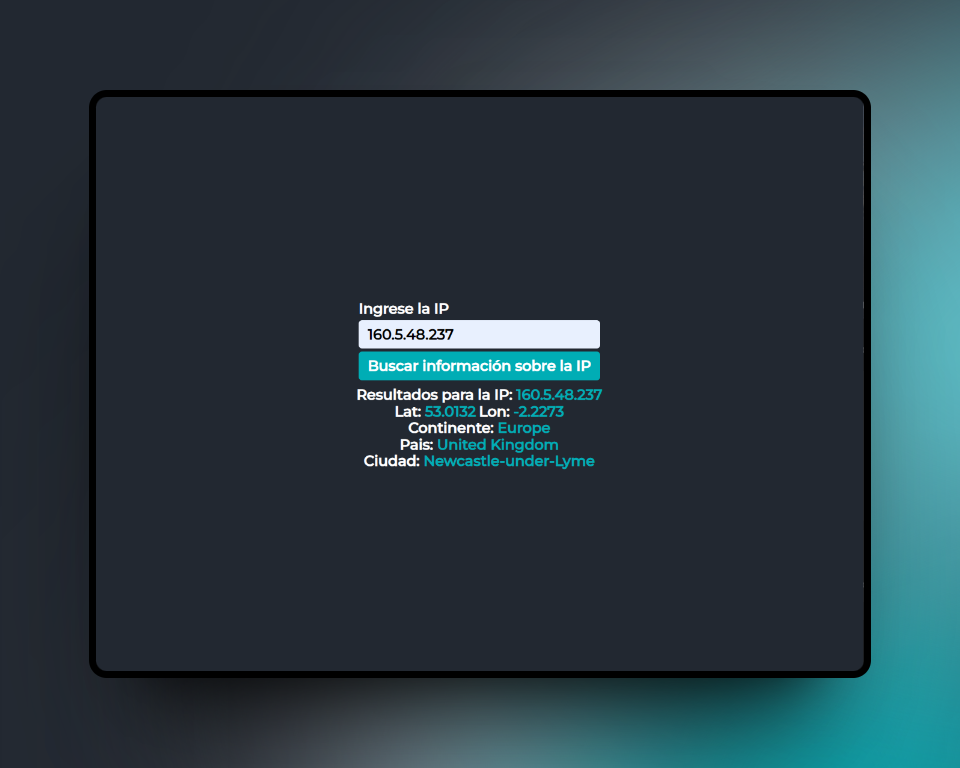 Ingrese la IP
160.5.48.237
Buscar información sobre la IP
Resultados para la IP: 160.5.48.237
Lat: 53.0132 Lon: -2.2273
Continente: Europe
Pais: United Kingdom
Ciudad: Newcastle-under-Lyme